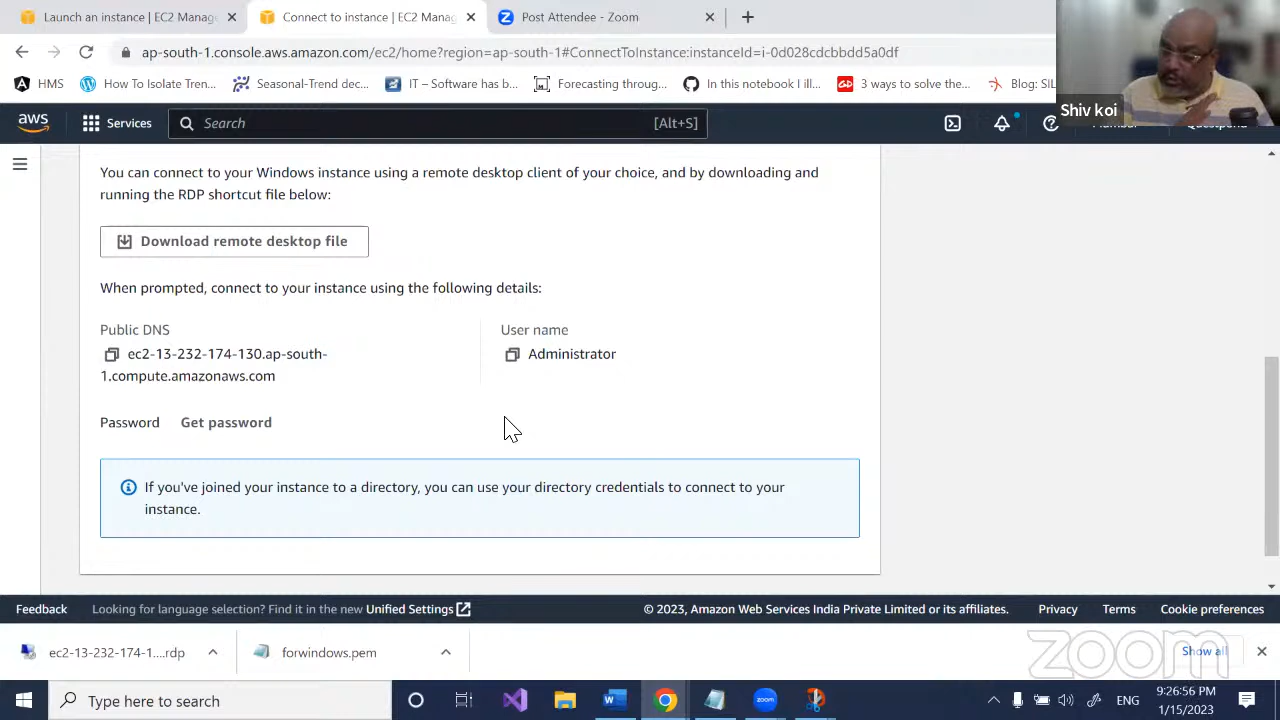 Launch an instance | EC2 Manag
Connect to instance | EC2 Manag
Post Attendee - Zoom
ap-south-1.console.aws.amazon.com/ec2/home?region=ap-south-1#ConnectToInstance:instanceId=i-0d028cdcbbdd5a0df
HMS
How To Isolate Tren...
Seasonal-Trend dec...
IT – Software has b...
Forecasting throug...
In this notebook I ill...
3 ways to solve the...
Blog: SIL
Shiv koi
aws
Services
Search
[Alt+S]
You can connect to your Windows instance using a remote desktop client of your choice, and by downloading and
running the RDP shortcut file below:
Download remote desktop file
When prompted, connect to your instance using the following details:
Public DNS
ec2-13-232-174-130.ap-south-
1.compute.amazonaws.com
User name
Administrator
Password Get password
If you've joined your instance to a directory, you can use your directory credentials to connect to your
instance.
Feedback
Looking for language selection? Find it in the new Unified Settings
© 2023, Amazon Web Services India Private Limited or its affiliates.
Privacy
Terms
Cookie preferences
ec2-13-232-174-1....rdp
forwindows.pem
Show all
zoom
Type here to search
zoom
ENG
9:26:56 PM
1/15/2023